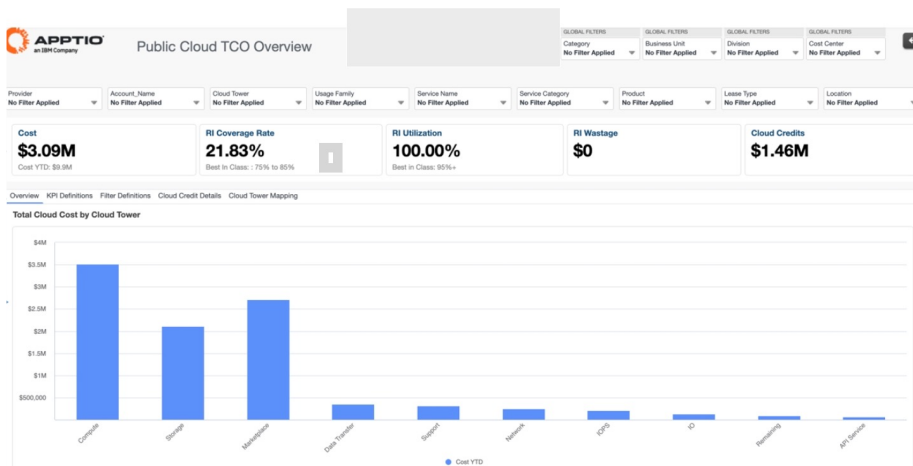 APPTIO
an IBM Company
Public Cloud TCO Overview
GLOBAL FILTERS
Category
No Filter Applied
GLOBAL FILTERS
Business Unit
No Filter Applied
GLOBAL FILTERS
Division
No Filter Applied
GLOBAL FILTERS
Cost Center
No Filter Applied
Provider
No Filter Applied
Account_Name
No Filter Applied
Cloud Tower
No Filter Applied
Usage Family
No Filter Applied
Service Name
No Filter Applied
Service Category
No Filter Applied
Product
No Filter Applied
Lease Type
No Filter Applied
Location
No Filter Applied
Cost
$3.09M
Cost YTD: $9.9M
RI Coverage Rate
21.83%
Best In Class: : 75% to 85%
RI Utilization
100.00%
Best in Class: 95%+
RI Wastage
$0
Cloud Credits
$1.46M
Overview KPI Definitions Filter Definitions Cloud Credit Details Cloud Tower Mapping
Total Cloud Cost by Cloud Tower
$4M
$3.5M
$3M
$2.5M
$2M
$1.5M
$1M
$500,000
Compute
Storage
Marketplace
Data Transfer
Support
Network
IOPS
IO
Remaining
API Service
Cost YTD